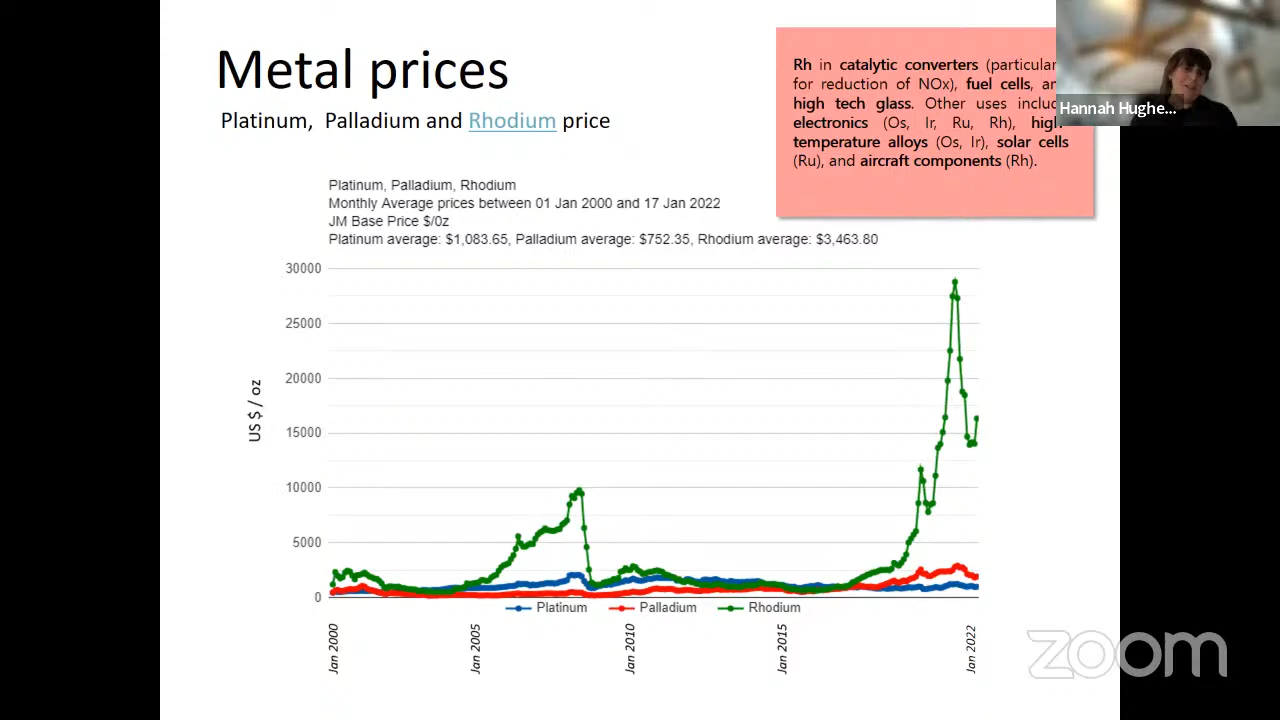 Metal prices
Platinum, Palladium and Rhodium price
Rh in catalytic converters
for reduction of NOx), fuel cells,
high tech glass. Other uses
electronics (Os, Ir, Ru, Rh),
temperature alloys (Os, Ir), solar cells
(Ru), and aircraft components (Rh).
Hannah Hughe...
Platinum, Palladium, Rhodium
Monthly Average prices between 01 Jan 2000 and 17 Jan 2022
JM Base Price $/0z
Platinum average: $1,083.65, Palladium average: $752.35, Rhodium average: $3,463.80
30000
25000
20000
15000
10000
5000
0
US $ / oz
Platinum
Palladium
Rhodium
Jan 2000
Jan 2005
Jan 2010
Jan 2015
Jan 2022
zoom